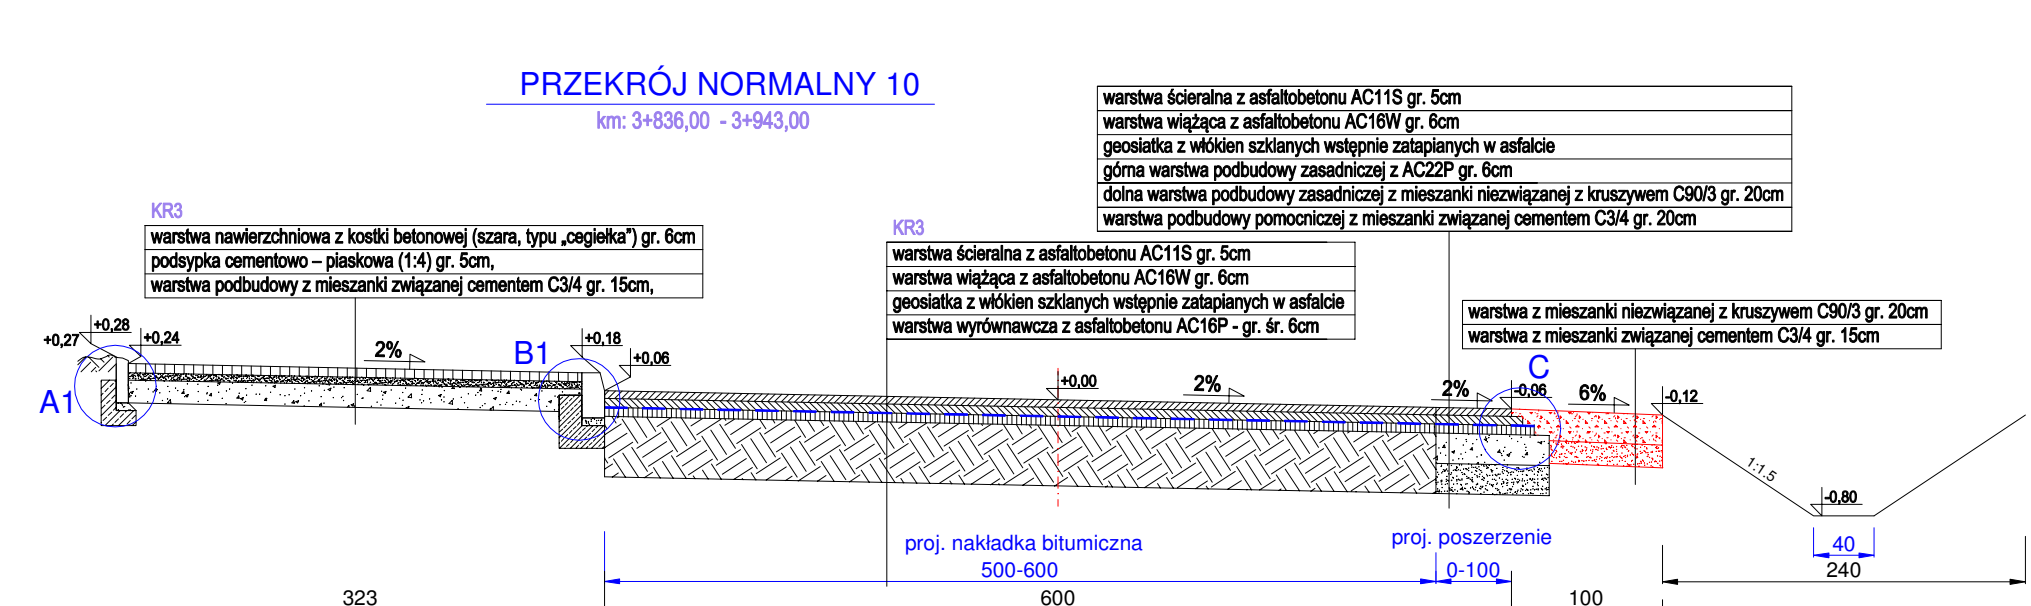 PRZEKRÓJ NORMALNY 10
km: 3+836,00 - 3+943,00
warstwa ścieralna z asfaltobetonu AC11S gr. 5cm
warstwa wiążąca z asfaltobetonu AC16W gr. 6cm
geosiatka z włókien szklanych wstępnie zatapianych w asfalcie
górna warstwa podbudowy zasadniczej z AC22P gr. 6cm
dolna warstwa podbudowy zasadniczej z mieszanki niezwiązanej z kruszywem C90/3 gr. 20cm
warstwa podbudowy pomocniczej z mieszanki związanej cementem C3/4 gr. 20cm
KR3
warstwa nawierzchniowa z kostki betonowej (szara, typu „cegiełka”) gr. 6cm
podsypka cementowo – piaskowa (1:4) gr. 5cm,
warstwa podbudowy z mieszanki związanej cementem C3/4 gr. 15cm,
KR3
warstwa ścieralna z asfaltobetonu AC11S gr. 5cm
warstwa wiążąca z asfaltobetonu AC16W gr. 6cm
geosiatka z włókien szklanych wstępnie zatapianych w asfalcie
warstwa wyrównawcza z asfaltobetonu AC16P - gr. śr. 6cm
warstwa z mieszanki niezwiązanej z kruszywem C90/3 gr. 20cm
warstwa z mieszanki związanej cementem C3/4 gr. 15cm
+0,27
+0,28
+0,24
2%
B1
+0,18
+0,06
A1
+0,00
2%
2%
C
-0,06
6%
-0,12
1:1.5
-0,80
proj. nakładka bitumiczna
500-600
proj. poszerzenie
0-100
40
240
323
600
100